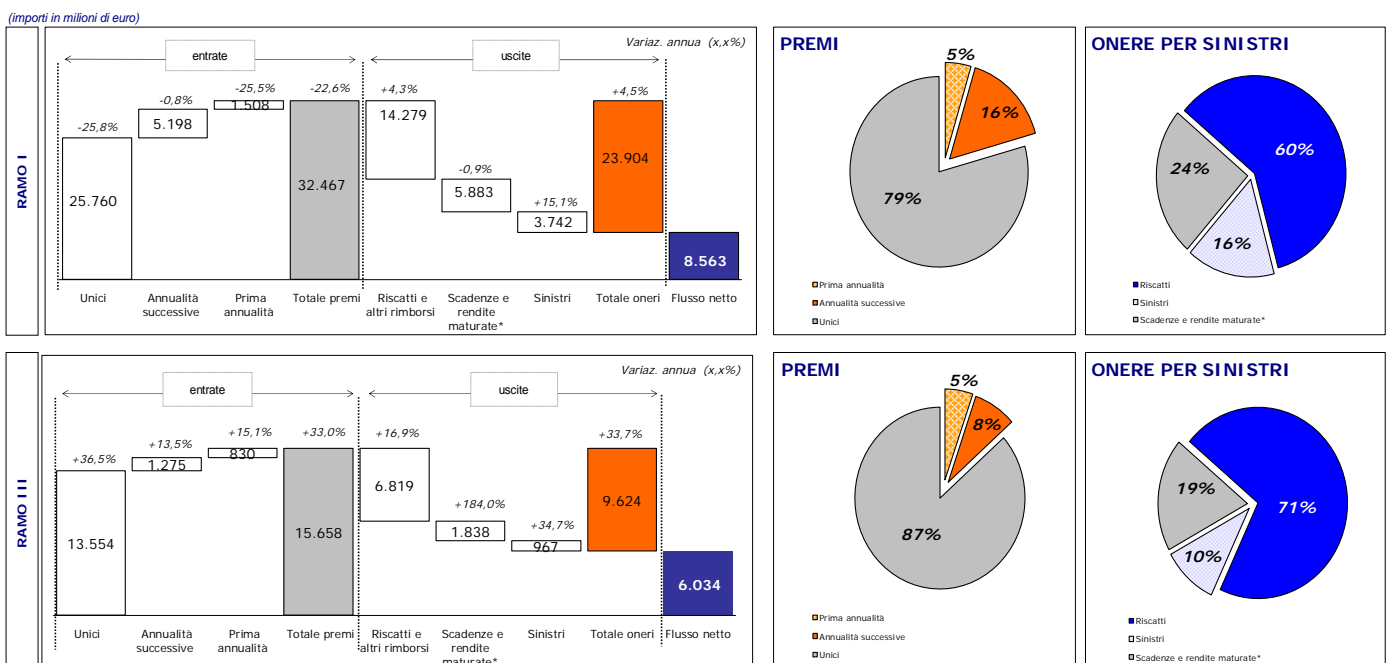 (importi in milioni di euro)
RAMO I
Variaz. annua (x,x%)
entrate
uscite
-25,8%
-0,8%
-25,5%
-22,6%
+4,3%
-0,9%
+15,1%
+4,5%
25.760
5.198
1.508
32.467
14.279
5.883
3.742
23.904
8.563
Unici
Annualità
successive
Prima
annualità
Totale premi
Riscatti e
altri rimborsi
Scadenze e
rendite
maturate*
Sinistri
Totale oneri
Flusso netto
PREMI
5%
16%
79%
Prima annualità
Annualità successive
Unici
ONERE PER SINISTRI
60%
24%
16%
Riscatti
Sinistri
Scadenze e rendite maturate*
RAMO III
Variaz. annua (x,x%)
entrate
uscite
+36,5%
+13,5%
+15,1%
+33,0%
+16,9%
+184,0%
+34,7%
+33,7%
13.554
1.275
830
15.658
6.819
1.838
967
9.624
6.034
Unici
Annualità
successive
Prima
annualità
Totale premi
Riscatti e
altri rimborsi
Scadenze e
rendite
maturate*
Sinistri
Totale oneri
Flusso netto
PREMI
5%
8%
87%
Prima annualità
Annualità successive
Unici
ONERE PER SINISTRI
71%
19%
10%
Riscatti
Sinistri
Scadenze e rendite maturate*